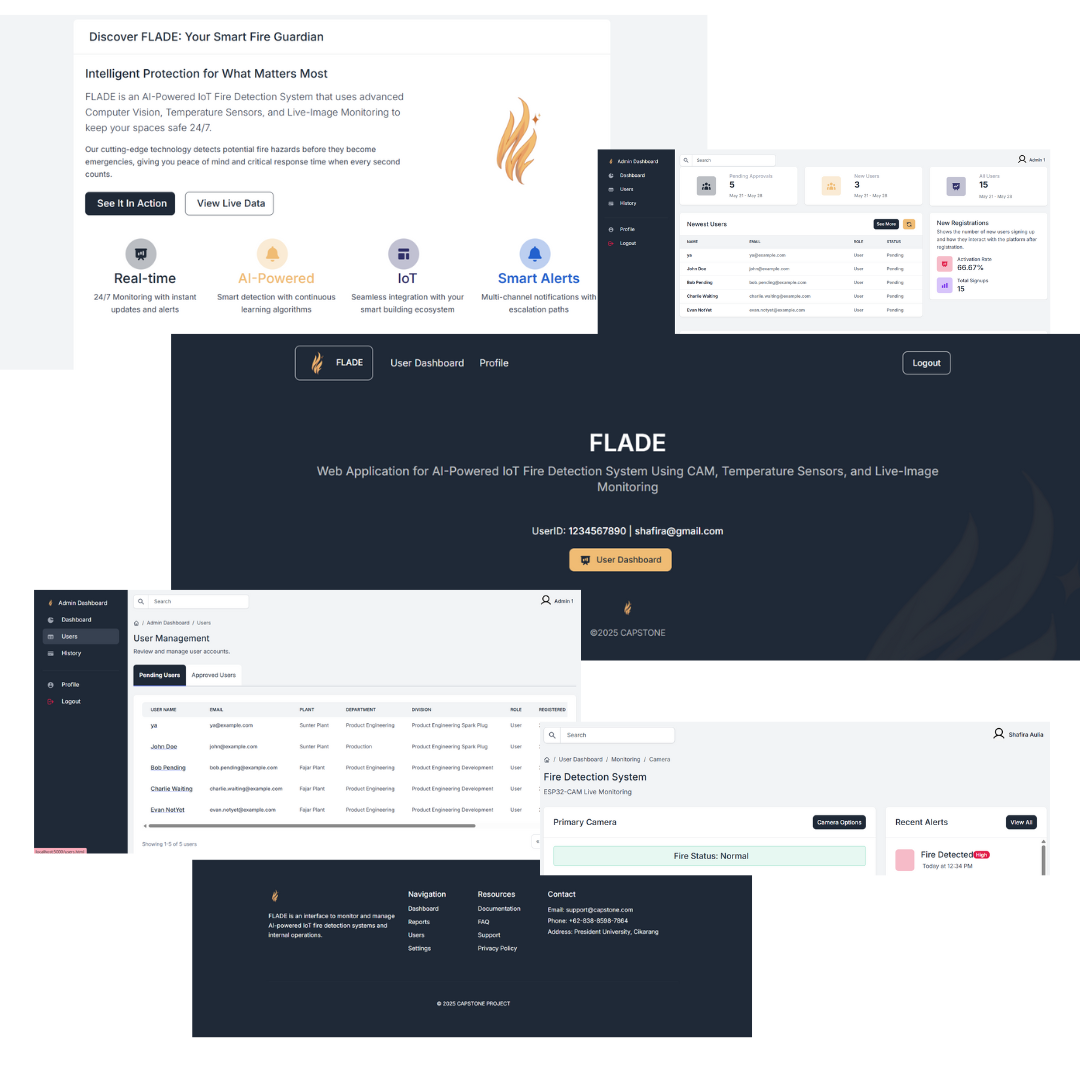 Discover FLADE: Your Smart Fire Guardian
Intelligent Protection for What Matters Most
FLADE is an AI-Powered IoT Fire Detection System that uses advanced
Computer Vision, Temperature Sensors, and Live-Image Monitoring to
keep your spaces safe 24/7.
Our cutting-edge technology detects potential fire hazards before they become
emergencies, giving you peace of mind and critical response time when every second
counts.
See It In Action
View Live Data
Real-time
24/7 Monitoring with instant
updates and alerts
AI-Powered
Smart detection with continuous
learning algorithms
IoT
Seamless integration with your
smart building ecosystem
Smart Alerts
Multi-channel notifications with
escalation paths
Admin Dashboard
Dashboard
Users
History
Profile
Logout
Search
Admin 1
Pending Approvals
5
May 21 - May 28
New Users
3
May 21 - May 28
All Users
15
May 21 - May 28
Newest Users
See More
NAME EMAIL ROLE STATUS
ya ya@example.com User Pending
John Doe john@example.com User Pending
Bob Pending bob.pending@example.com User Pending
Charlie Waiting charlie.waiting@example.com User Pending
Evan NotYet evan.notyet@example.com User Pending
New Registrations
Shows the number of new users signing up
and how they interact with the platform after
registration.
Activation Rate
66.67%
Total Signups
15
FLADE
User Dashboard
Profile
Logout
FLADE
Web Application for AI-Powered IoT Fire Detection System Using CAM, Temperature Sensors, and Live-Image
Monitoring
UserID: 1234567890 | shafira@gmail.com
User Dashboard
©2025 CAPSTONE
Admin Dashboard
Dashboard
Users
History
Profile
Logout
localhost:3000/users.html
Search
Admin 1
/ Admin Dashboard / Users
User Management
Review and manage user accounts.
Pending Users
Approved Users
USER NAME EMAIL PLANT DEPARTMENT DIVISION ROLE REGISTERED
ya ya@example.com Sunter Plant Product Engineering Product Engineering Spark Plug User
John Doe john@example.com Sunter Plant Production Product Engineering Spark Plug User
Bob Pending bob.pending@example.com Fajar Plant Product Engineering Product Engineering Development User
Charlie Waiting charlie.waiting@example.com Fajar Plant Product Engineering Product Engineering Development User
Evan NotYet evan.notyet@example.com Fajar Plant Product Engineering Product Engineering Development User
Showing 1-5 of 5 users
Search
Shafira Aulia
/ User Dashboard / Monitoring / Camera
Fire Detection System
ESP32-CAM Live Monitoring
Primary Camera
Camera Options
Fire Status: Normal
Recent Alerts
View All
Fire Detected High
Today at 12:34 PM
FLADE is an interface to monitor and manage
AI-powered IoT fire detection systems and
internal operations.
Navigation
Dashboard
Reports
Users
Settings
Resources
Documentation
FAQ
Support
Privacy Policy
Contact
Email: support@capstone.com
Phone: +62-838-8598-7864
Address: President University, Cikarang
© 2025 CAPSTONE PROJECT